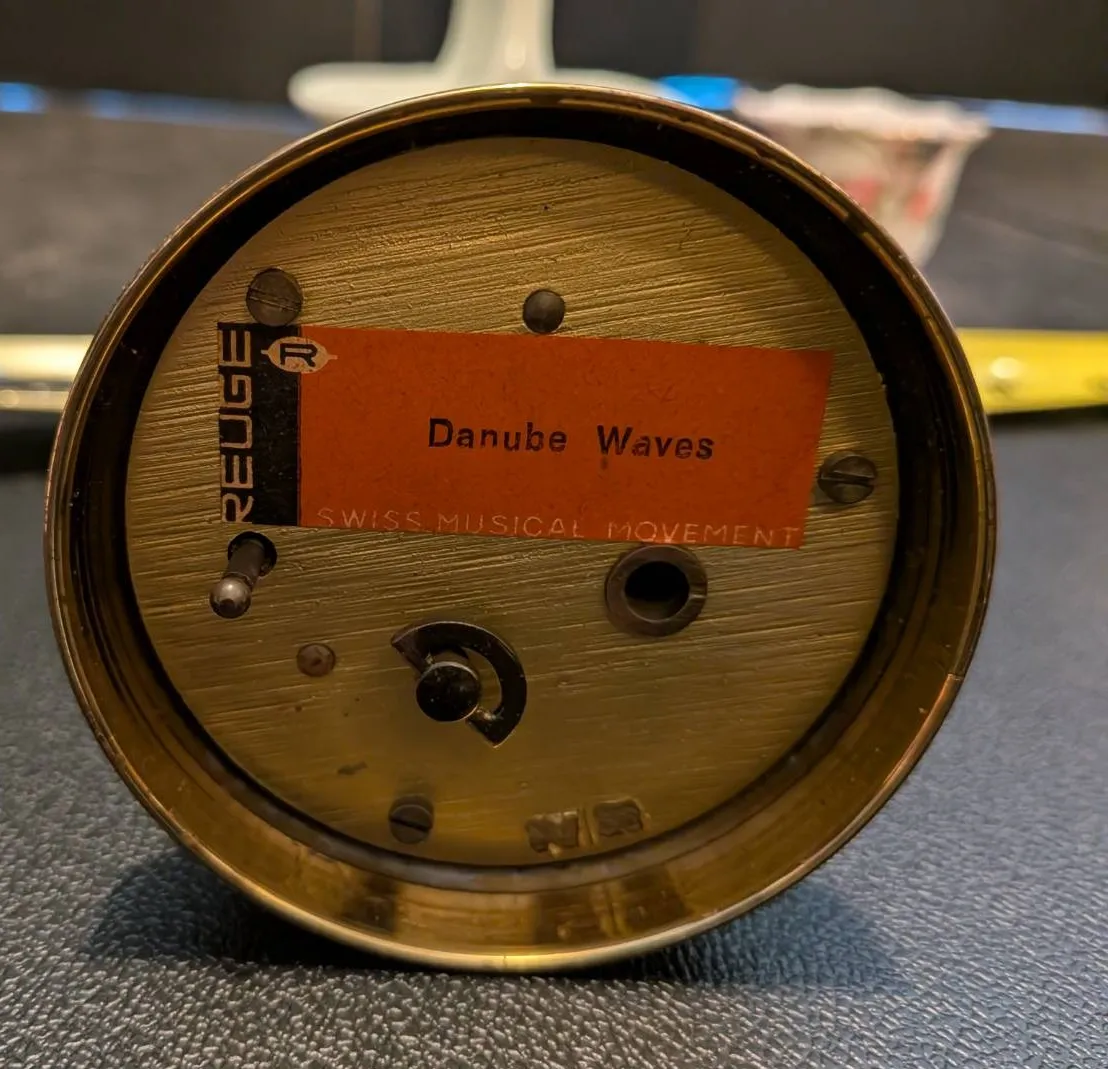 REUGE
R
Danube Waves
SWISS MUSICAL MOVEMENT